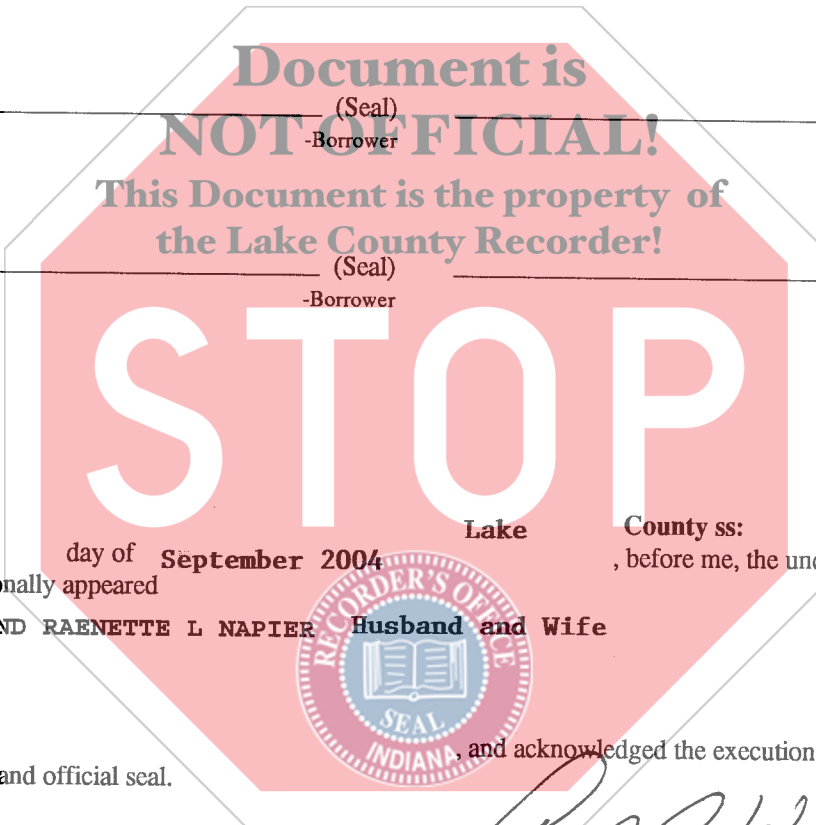 Document is
(Seal)
NOT OFFICIAL!
-Borrower
This Document is the property of
the Lake County Recorder!
(Seal)
-Borrower
STOP
Lake County ss:
day of September 2004 , before me, the und
onally appeared
ND RAENETTE L NAPIER Husband and Wife
RECORDER'S OFFICE
SEAL
INDIANA
, and acknowledged the execution
and official seal.